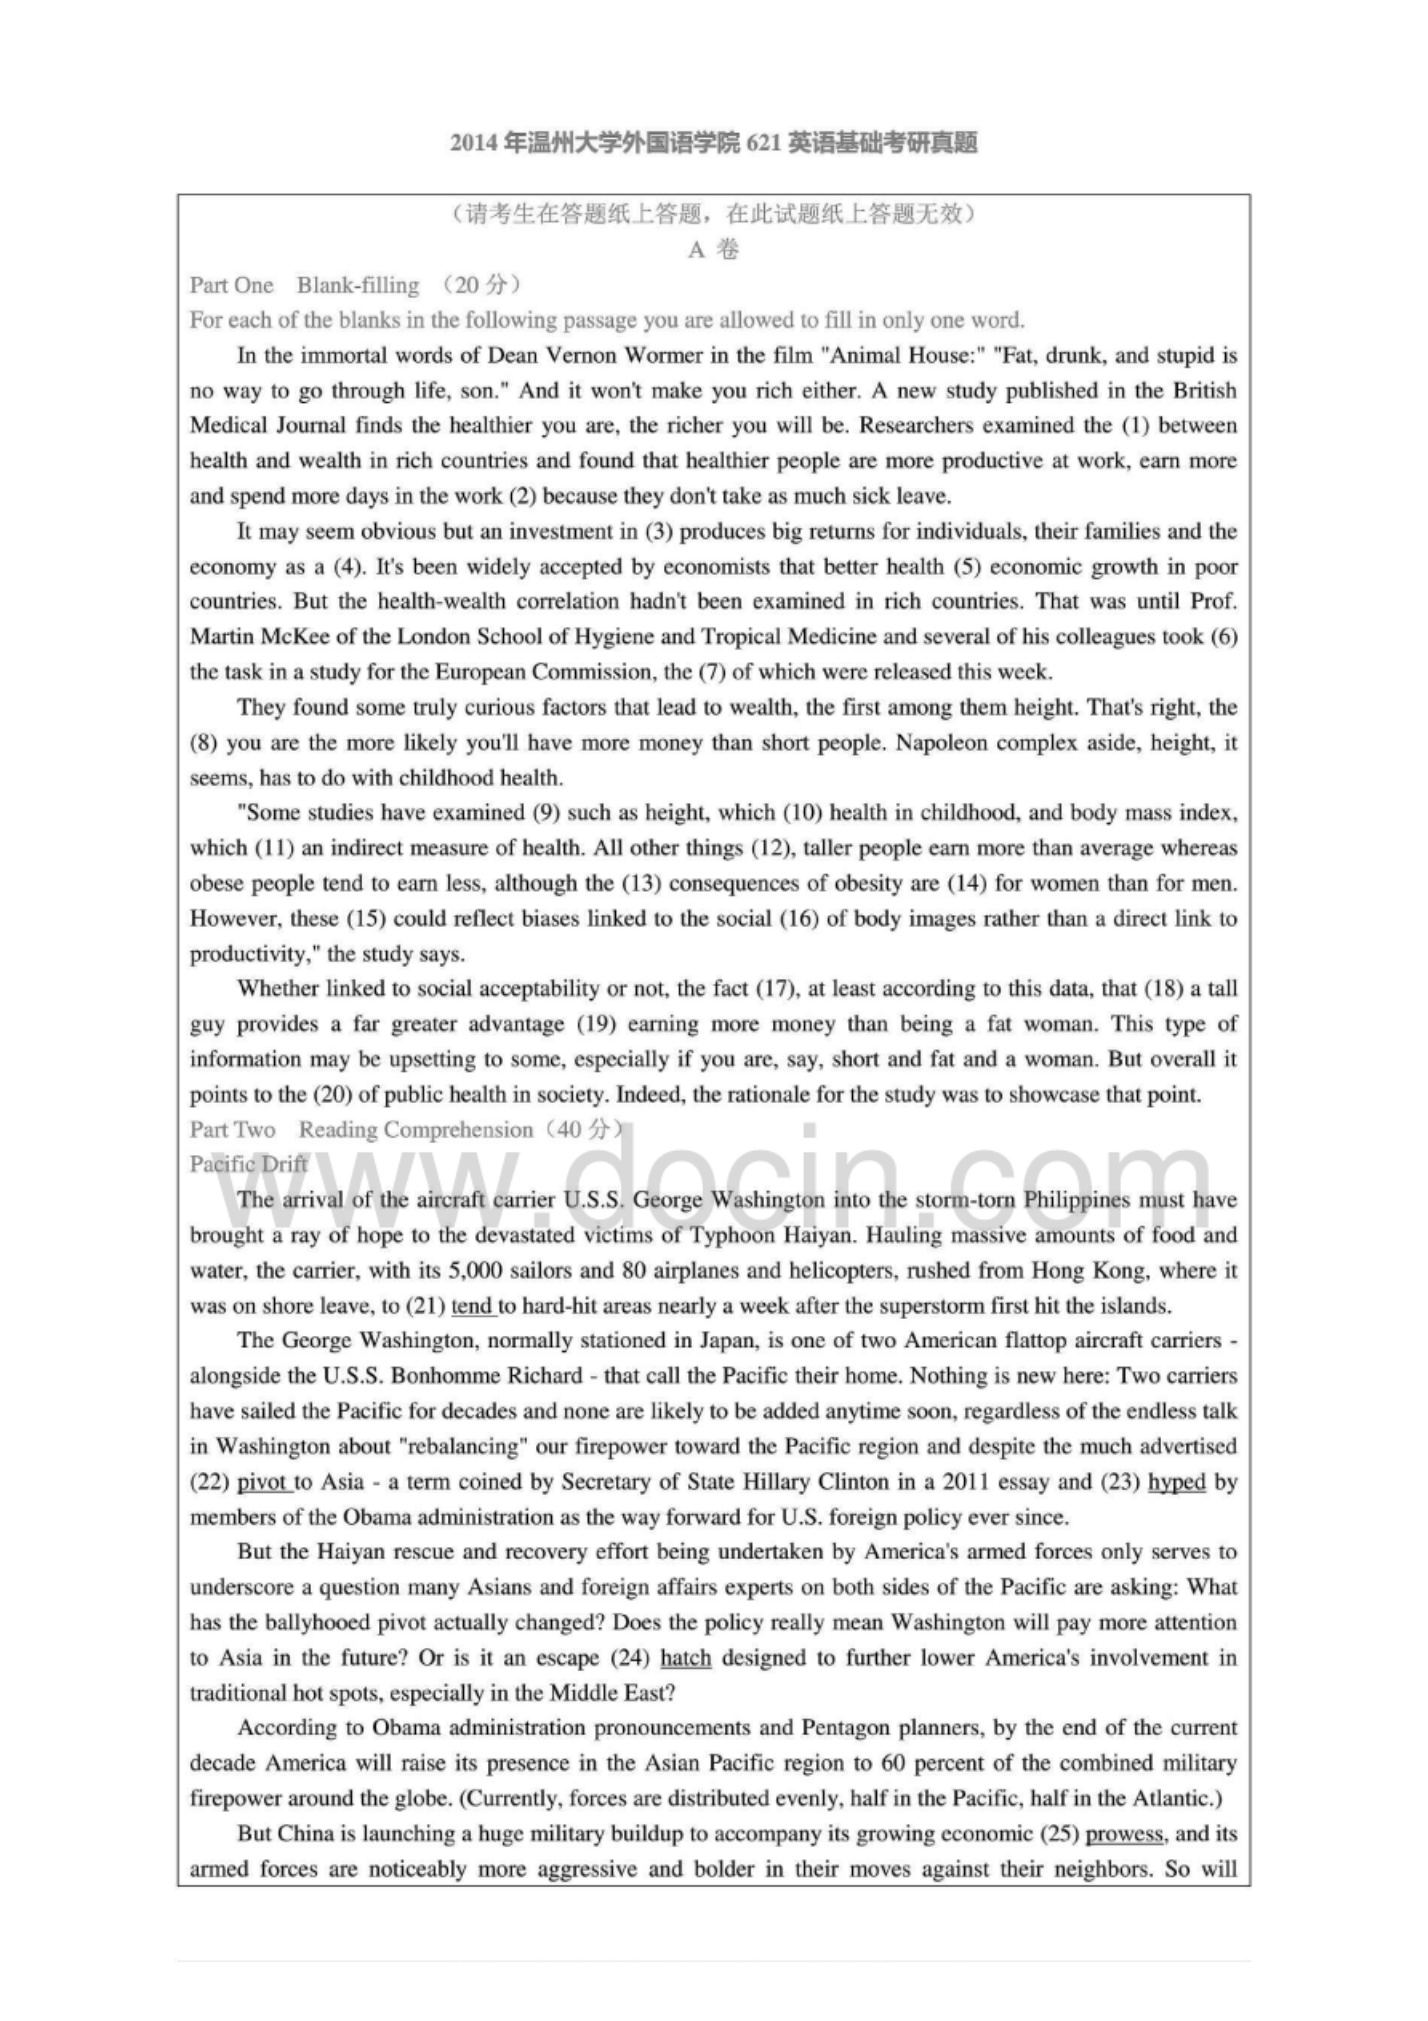 2014 年温州大学外国语学院 621 英语基础考研真题
（请考生在答题纸上答题，在此试题纸上答题无效）
A 卷
Part One Blank-filling （20 分）
For each of the blanks in the following passage you are allowed to fill in only one word.
In the immortal words of Dean Vernon Wormer in the film "Animal House:" "Fat, drunk, and stupid is
no way to go through life, son." And it won't make you rich either. A new study published in the British
Medical Journal finds the healthier you are, the richer you will be. Researchers examined the (1) between
health and wealth in rich countries and found that healthier people are more productive at work, earn more
and spend more days in the work (2) because they don't take as much sick leave.
It may seem obvious but an investment in (3) produces big returns for individuals, their families and the
economy as a (4). It's been widely accepted by economists that better health (5) economic growth in poor
countries. But the health-wealth correlation hadn't been examined in rich countries. That was until Prof.
Martin McKee of the London School of Hygiene and Tropical Medicine and several of his colleagues took (6)
the task in a study for the European Commission, the (7) of which were released this week.
They found some truly curious factors that lead to wealth, the first among them height. That's right, the
(8) you are the more likely you'll have more money than short people. Napoleon complex aside, height, it
seems, has to do with childhood health.
"Some studies have examined (9) such as height, which (10) health in childhood, and body mass index,
which (11) an indirect measure of health. All other things (12), taller people earn more than average whereas
obese people tend to earn less, although the (13) consequences of obesity are (14) for women than for men.
However, these (15) could reflect biases linked to the social (16) of body images rather than a direct link to
productivity," the study says.
Whether linked to social acceptability or not, the fact (17), at least according to this data, that (18) a tall
guy provides a far greater advantage (19) earning more money than being a fat woman. This type of
information may be upsetting to some, especially if you are, say, short and fat and a woman. But overall it
points to the (20) of public health in society. Indeed, the rationale for the study was to showcase that point.
Part Two Reading Comprehension（40 分）
Pacific Drift
The arrival of the aircraft carrier U.S.S. George Washington into the storm-torn Philippines must have
brought a ray of hope to the devastated victims of Typhoon Haiyan. Hauling massive amounts of food and
water, the carrier, with its 5,000 sailors and 80 airplanes and helicopters, rushed from Hong Kong, where it
was on shore leave, to (21) tend to hard-hit areas nearly a week after the superstorm first hit the islands.
The George Washington, normally stationed in Japan, is one of two American flattop aircraft carriers -
alongside the U.S.S. Bonhomme Richard - that call the Pacific their home. Nothing is new here: Two carriers
have sailed the Pacific for decades and none are likely to be added anytime soon, regardless of the endless talk
in Washington about "rebalancing" our firepower toward the Pacific region and despite the much advertised
(22) pivot to Asia - a term coined by Secretary of State Hillary Clinton in a 2011 essay and (23) hyped by
members of the Obama administration as the way forward for U.S. foreign policy ever since.
But the Haiyan rescue and recovery effort being undertaken by America's armed forces only serves to
underscore a question many Asians and foreign affairs experts on both sides of the Pacific are asking: What
has the ballyhooed pivot actually changed? Does the policy really mean Washington will pay more attention
to Asia in the future? Or is it an escape (24) hatch designed to further lower America's involvement in
traditional hot spots, especially in the Middle East?
According to Obama administration pronouncements and Pentagon planners, by the end of the current
decade America will raise its presence in the Asian Pacific region to 60 percent of the combined military
firepower around the globe. (Currently, forces are distributed evenly, half in the Pacific, half in the Atlantic.)
But China is launching a huge military buildup to accompany its growing economic (25) prowess, and its
armed forces are noticeably more aggressive and bolder in their moves against their neighbors. So will
www.docin.com